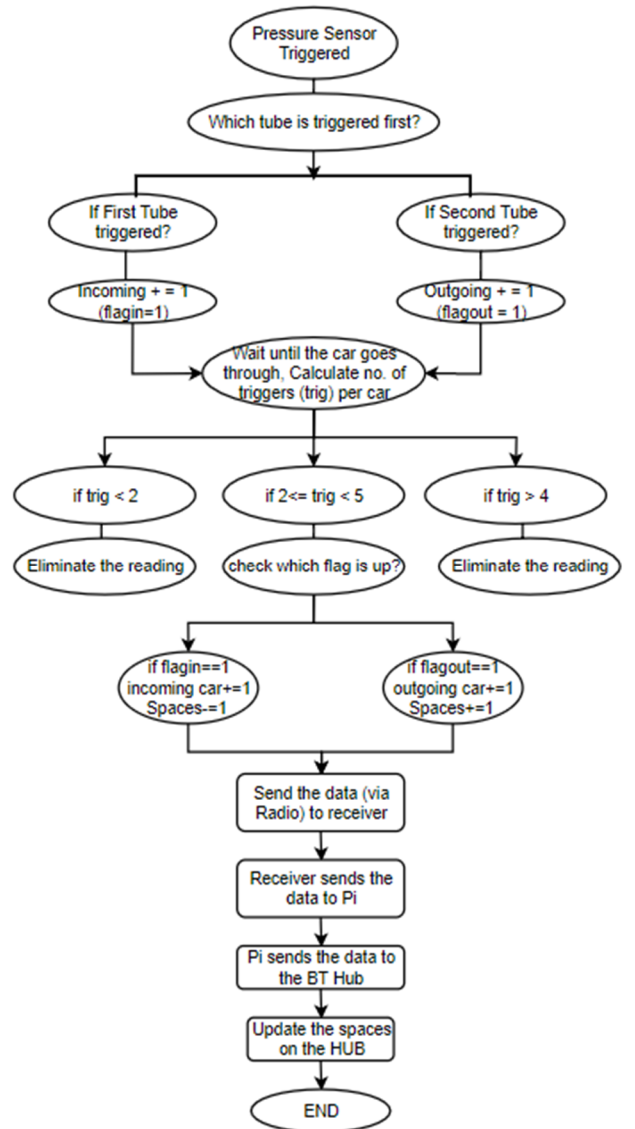 Pressure Sensor
Triggered
Which tube is triggered first?
If First Tube
triggered?
If Second Tube
triggered?
Incoming + = 1
(flagin=1)
Outgoing + = 1
(flagout = 1)
Wait until the car goes
through, Calculate no. of
triggers (trig) per car
if trig < 2
if 2<= trig < 5
if trig > 4
Eliminate the reading
check which flag is up?
Eliminate the reading
if flagin==1
incoming car+=1
Spaces-=1
if flagout==1
outgoing car+=1
Spaces+=1
Send the data (via
Radio) to receiver
Receiver sends the
data to Pi
Pi sends the data to
the BT Hub
Update the spaces
on the HUB
END